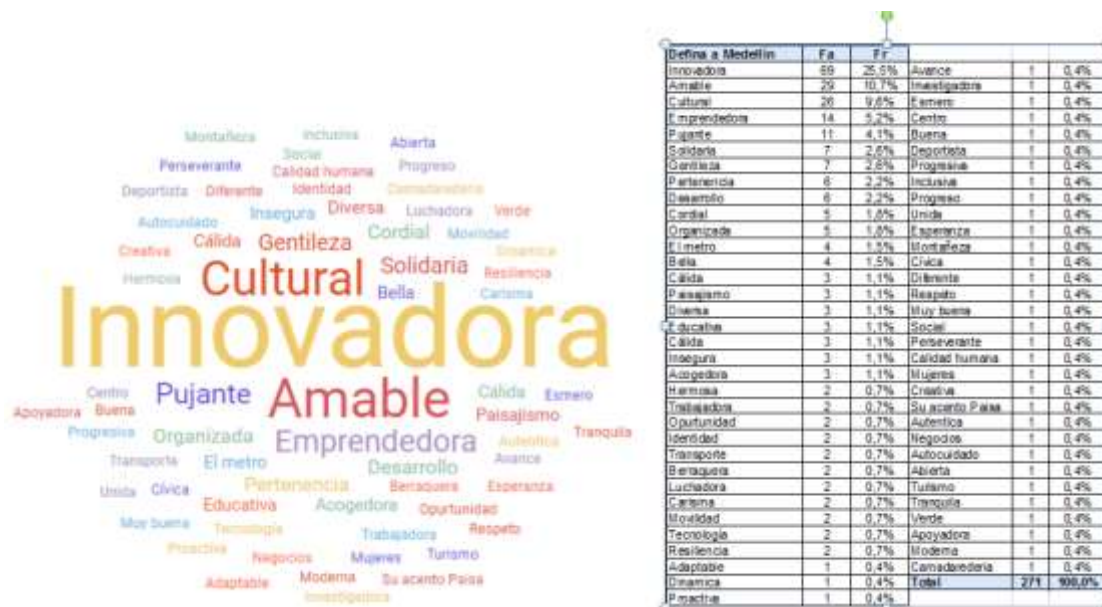 Montañeza Inclusiva Abierta
Social
Perseverante Calidad humana Progreso
Deportista Diferente Identidad Camaradereria
Autocuidado Insegura Diversa Luchadora Verde
Creativa Cálida Gentileza Cordial Movilidad Dinamica
Hermosa Cultural Solidaria Resiliencia
Bella Carisma
Innovadora
Centro Pujante Amable Cálida Esmero
Apoyadora Buena Paisajismo
Progresiva Organizada Emprendedora Autentica Tranquila
Transporte El metro Desarrollo Avance
Unida Cívica Pertenencia Berraquera Esperanza
Educativa Acogedora Oportunidad
Muy buena Tecnología Trabajadora Respeto
Proactiva Negocios Mujeres Turismo
Adaptable Moderna Su acento Paisa
Investigadora
Defina a Medellin Fa Fr
Innovadora 69 25,5% Avance 1 0,4%
Amable 29 10,7% Investigadora 1 0,4%
Cultural 26 9,6% Esmero 1 0,4%
Emprendedora 14 5,2% Centro 1 0,4%
Pujante 11 4,1% Buena 1 0,4%
Solidaria 7 2,6% Deportista 1 0,4%
Gentileza 7 2,6% Progresiva 1 0,4%
Pertenencia 6 2,2% Inclusiva 1 0,4%
Desarrollo 6 2,2% Progreso 1 0,4%
Cordial 5 1,8% Unida 1 0,4%
Organizada 5 1,8% Esperanza 1 0,4%
El metro 4 1,5% Montañeza 1 0,4%
Bella 4 1,5% Cívica 1 0,4%
Cálida 3 1,1% Diferente 1 0,4%
Paisajismo 3 1,1% Respeto 1 0,4%
Diversa 3 1,1% Muy buena 1 0,4%
Educativa 3 1,1% Social 1 0,4%
Cálida 3 1,1% Perseverante 1 0,4%
Insegura 3 1,1% Calidad humana 1 0,4%
Acogedora 3 1,1% Mujeres 1 0,4%
Hermosa 2 0,7% Creativa 1 0,4%
Trabajadora 2 0,7% Su acento Paisa 1 0,4%
Oportunidad 2 0,7% Autentica 1 0,4%
Identidad 2 0,7% Negocios 1 0,4%
Transporte 2 0,7% Autocuidado 1 0,4%
Berraquera 2 0,7% Abierta 1 0,4%
Luchadora 2 0,7% Turismo 1 0,4%
Carisma 2 0,7% Tranquila 1 0,4%
Movilidad 2 0,7% Verde 1 0,4%
Tecnología 2 0,7% Apoyadora 1 0,4%
Resiliencia 2 0,7% Moderna 1 0,4%
Adaptable 1 0,4% Camaradereria 1 0,4%
Dinamica 1 0,4% Total 271 100,0%
Proactiva 1 0,4%